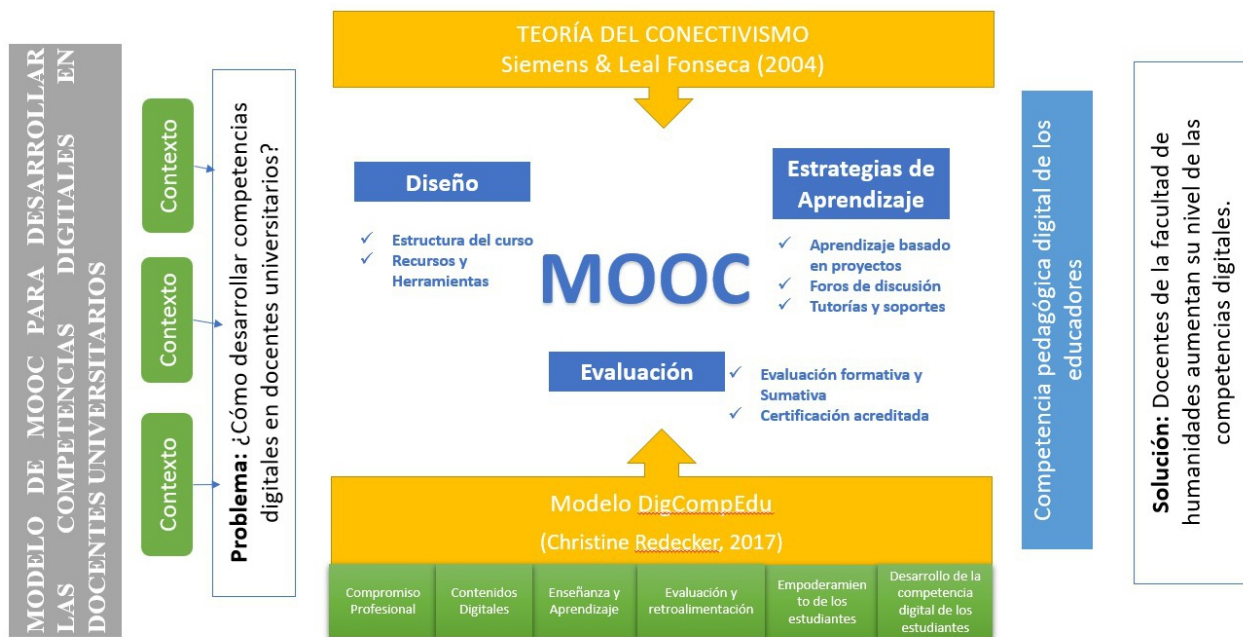 MODELO DE MOOC PARA DESARROLLAR
LAS COMPETENCIAS DIGITALES EN
DOCENTES UNIVERSITARIOS
Contexto
Contexto
Contexto
Problema: ¿Cómo desarrollar competencias
digitales en docentes universitarios?
TEORÍA DEL CONECTIVISMO
Siemens & Leal Fonseca (2004)
Diseño
✓ Estructura del curso
✓ Recursos y
Herramientas
MOOC
Estrategias de
Aprendizaje
✓ Aprendizaje basado
en proyectos
✓ Foros de discusión
✓ Tutorías y soportes
Evaluación
✓ Evaluación formativa y
Sumativa
✓ Certificación acreditada
Modelo DigCompEdu
(Christine Redecker, 2017)
Compromiso
Profesional
Contenidos
Digitales
Enseñanza y
Aprendizaje
Evaluación y
retroalimentación
Empoderamien
to de los
estudiantes
Desarrollo de la
competencia
digital de los
estudiantes
Competencia pedagógica digital de los
educadores
Solución: Docentes de la facultad de
humanidades aumentan su nivel de las
competencias digitales.